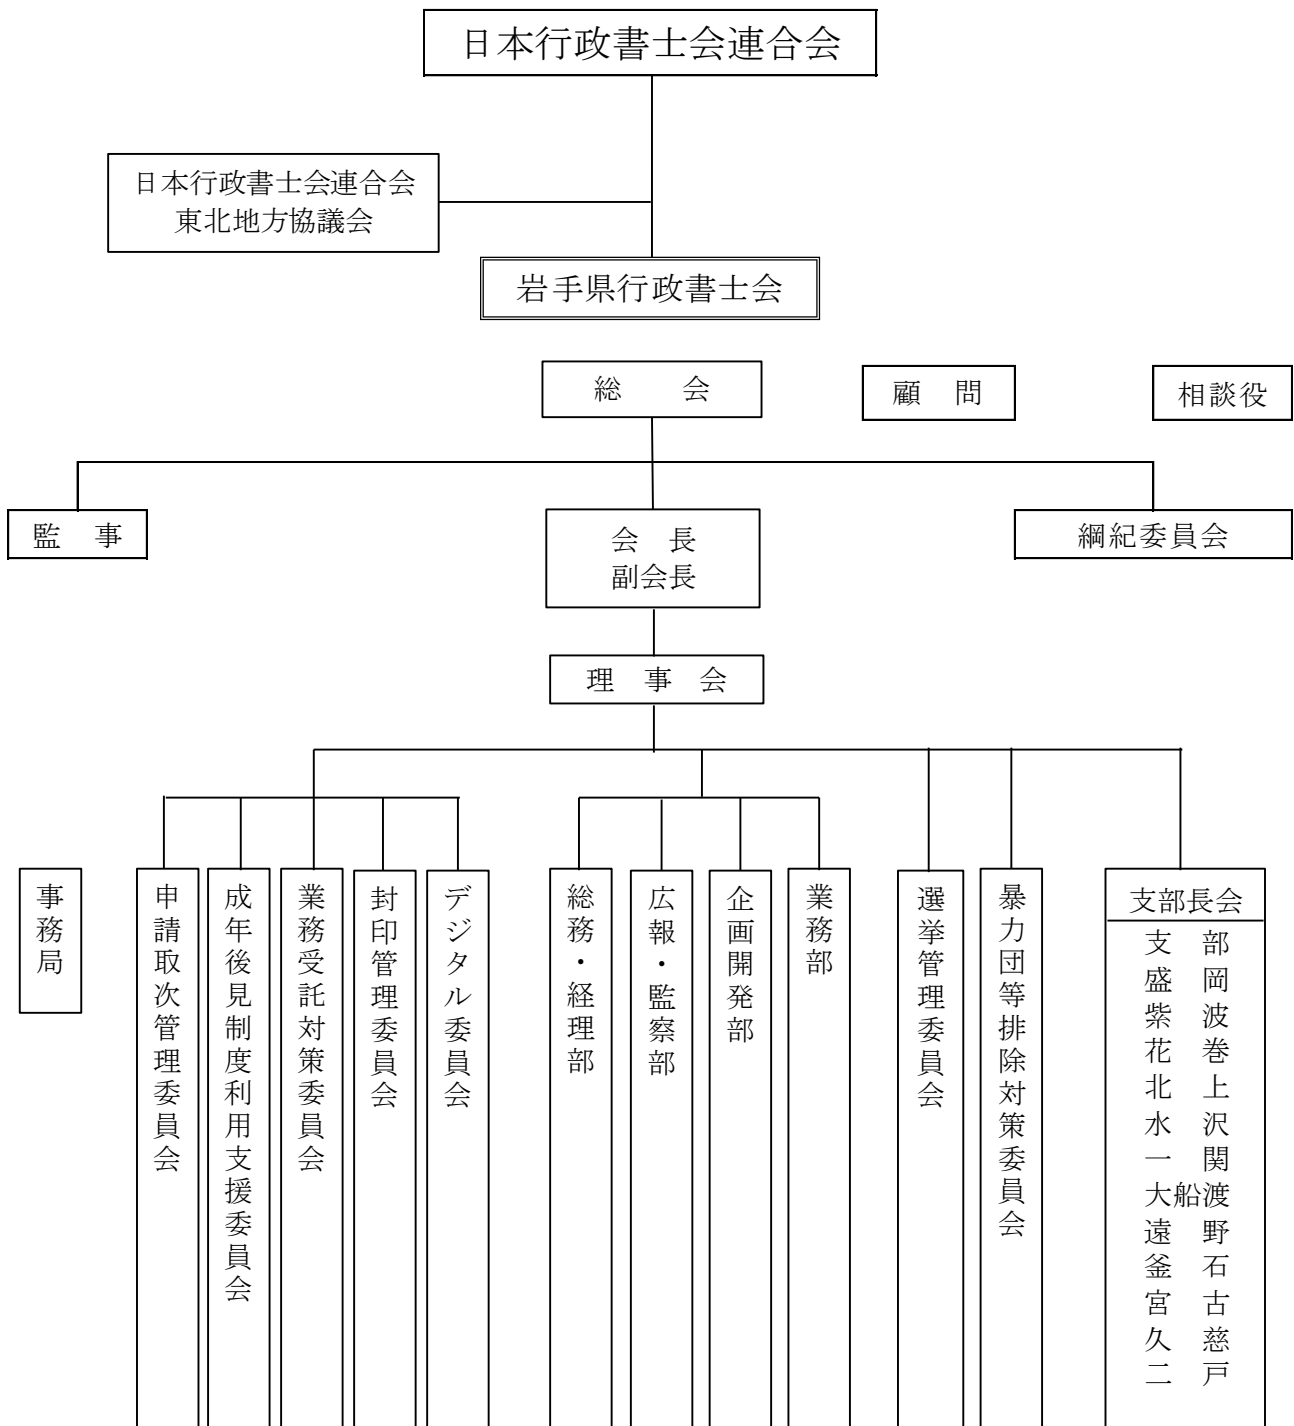 日本行政書士会連合会
日本行政書士会連合会
東北地方協議会
岩手県行政書士会
総　会
顧　問
相談役
監　事
会　長
副会長
綱紀委員会
理　事　会
事務局
申請取次管理委員会
成年後見制度利用支援委員会
業務受託対策委員会
封印管理委員会
デジタル委員会
総務・経理部
広報・監察部
企画開発部
業務部
選挙管理委員会
暴力団等排除対策委員会
支部長会
支　部
盛　岡
紫　波
花　巻
北　上
水　沢
一　関
大船渡
遠　野
釜　石
宮　古
久　慈
二　戸